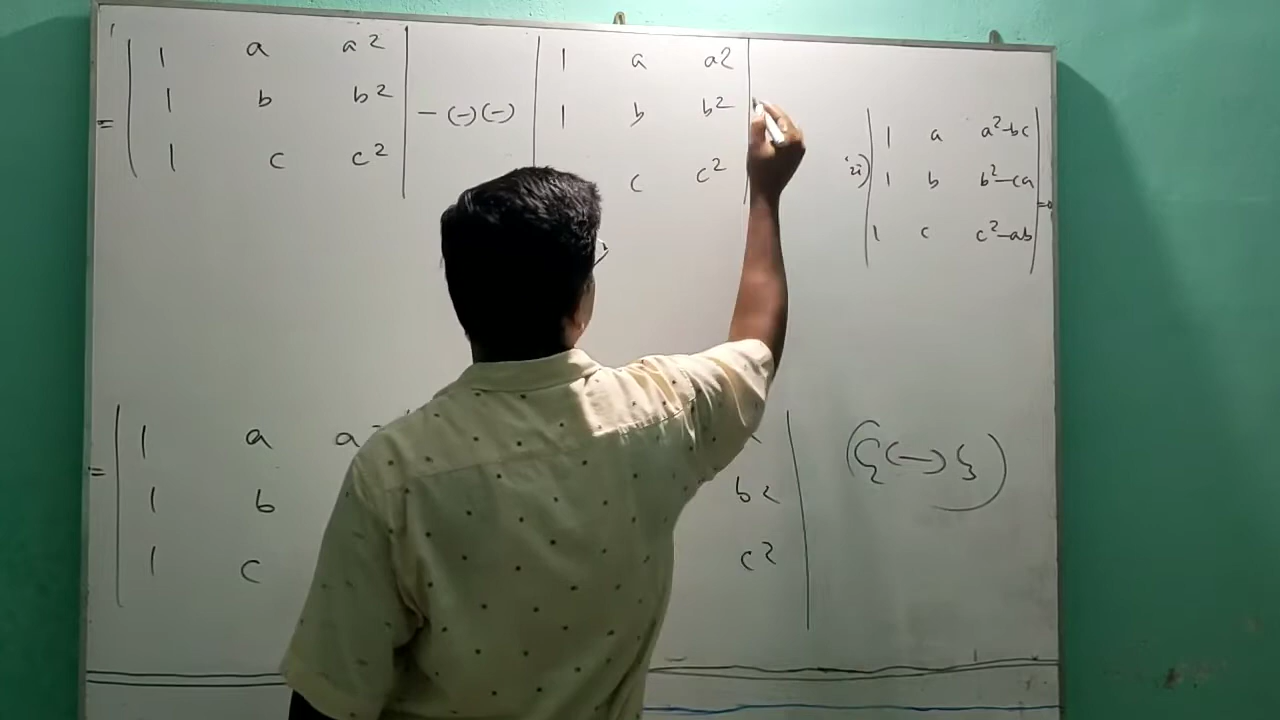 = | 1 a a² | - (-)(-) | 1 a a2 |
| 1 b b² | | 1 b b² |
| 1 c c² | | c c² |
ii) | 1 a a²-bc |
| 1 b b²-ca | =0
| 1 c c²-ab |
= | 1 a a
| 1 b b2 |
| 1 c c² |